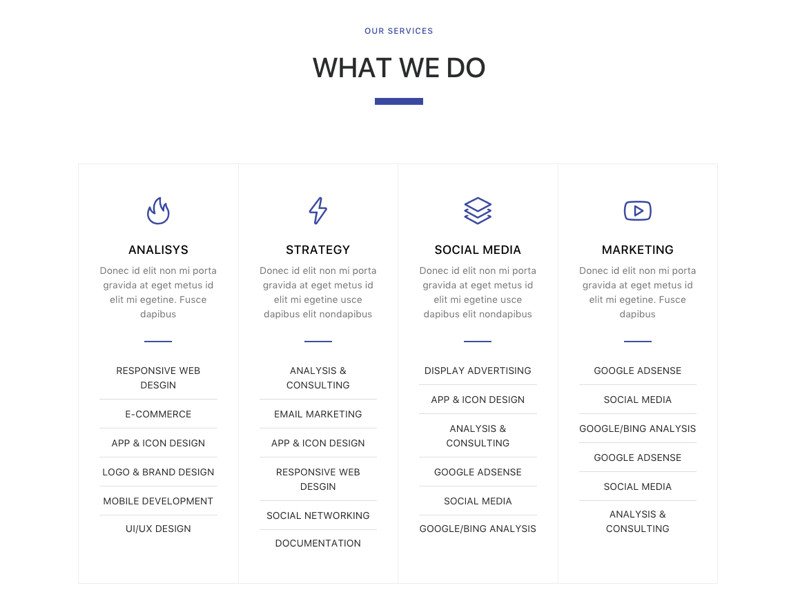 OUR SERVICES
WHAT WE DO
ANALISYS
Donec id elit non mi porta
gravida at eget metus id
elit mi egetine. Fusce
dapibus
RESPONSIVE WEB
DESGIN
E-COMMERCE
APP & ICON DESIGN
LOGO & BRAND DESIGN
MOBILE DEVELOPMENT
UI/UX DESIGN
STRATEGY
Donec id elit non mi porta
gravida at eget metus id
elit mi egetine usce
dapibus elit nondapibus
ANALYSIS &
CONSULTING
EMAIL MARKETING
APP & ICON DESIGN
RESPONSIVE WEB
DESGIN
SOCIAL NETWORKING
DOCUMENTATION
SOCIAL MEDIA
Donec id elit non mi porta
gravida at eget metus id
elit mi egetine usce
dapibus elit nondapibus
DISPLAY ADVERTISING
APP & ICON DESIGN
ANALYSIS &
CONSULTING
GOOGLE ADSENSE
SOCIAL MEDIA
GOOGLE/BING ANALYSIS
MARKETING
Donec id elit non mi porta
gravida at eget metus id
elit mi egetine. Fusce
dapibus
GOOGLE ADSENSE
SOCIAL MEDIA
GOOGLE/BING ANALYSIS
GOOGLE ADSENSE
SOCIAL MEDIA
ANALYSIS &
CONSULTING